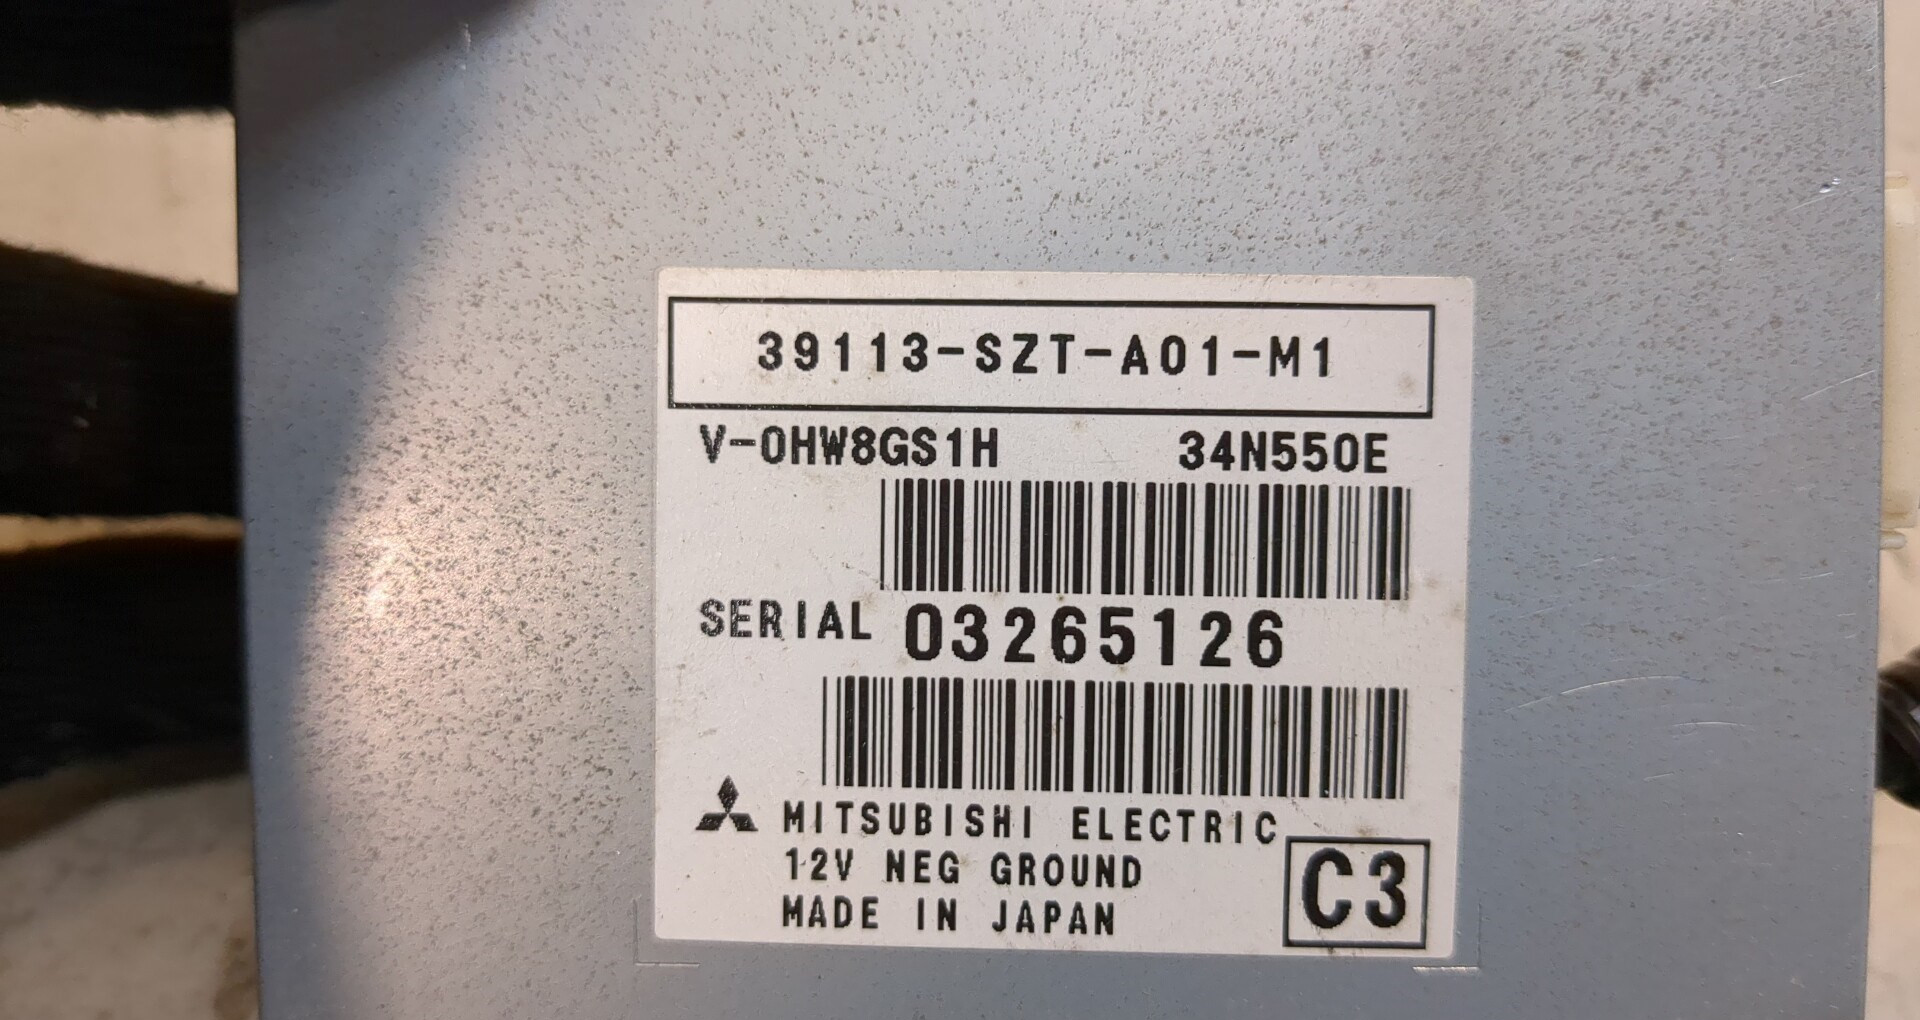 39113-SZT-A01-M1
V-0HW8GS1H 34N550E
SERIAL 03265126
MITSUBISHI ELECTRIC
12V NEG GROUND
MADE IN JAPAN
C3